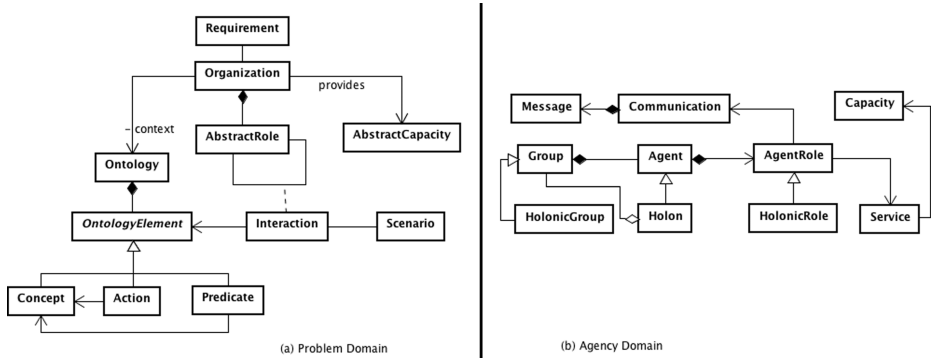 Requirement
Organization
provides
AbstractRole
AbstractCapacity
- context
Ontology
OntologyElement
Interaction
Scenario
Concept
Action
Predicate
(a) Problem Domain
Message
Communication
Capacity
Group
Agent
AgentRole
HolonicGroup
Holon
HolonicRole
Service
(b) Agency Domain